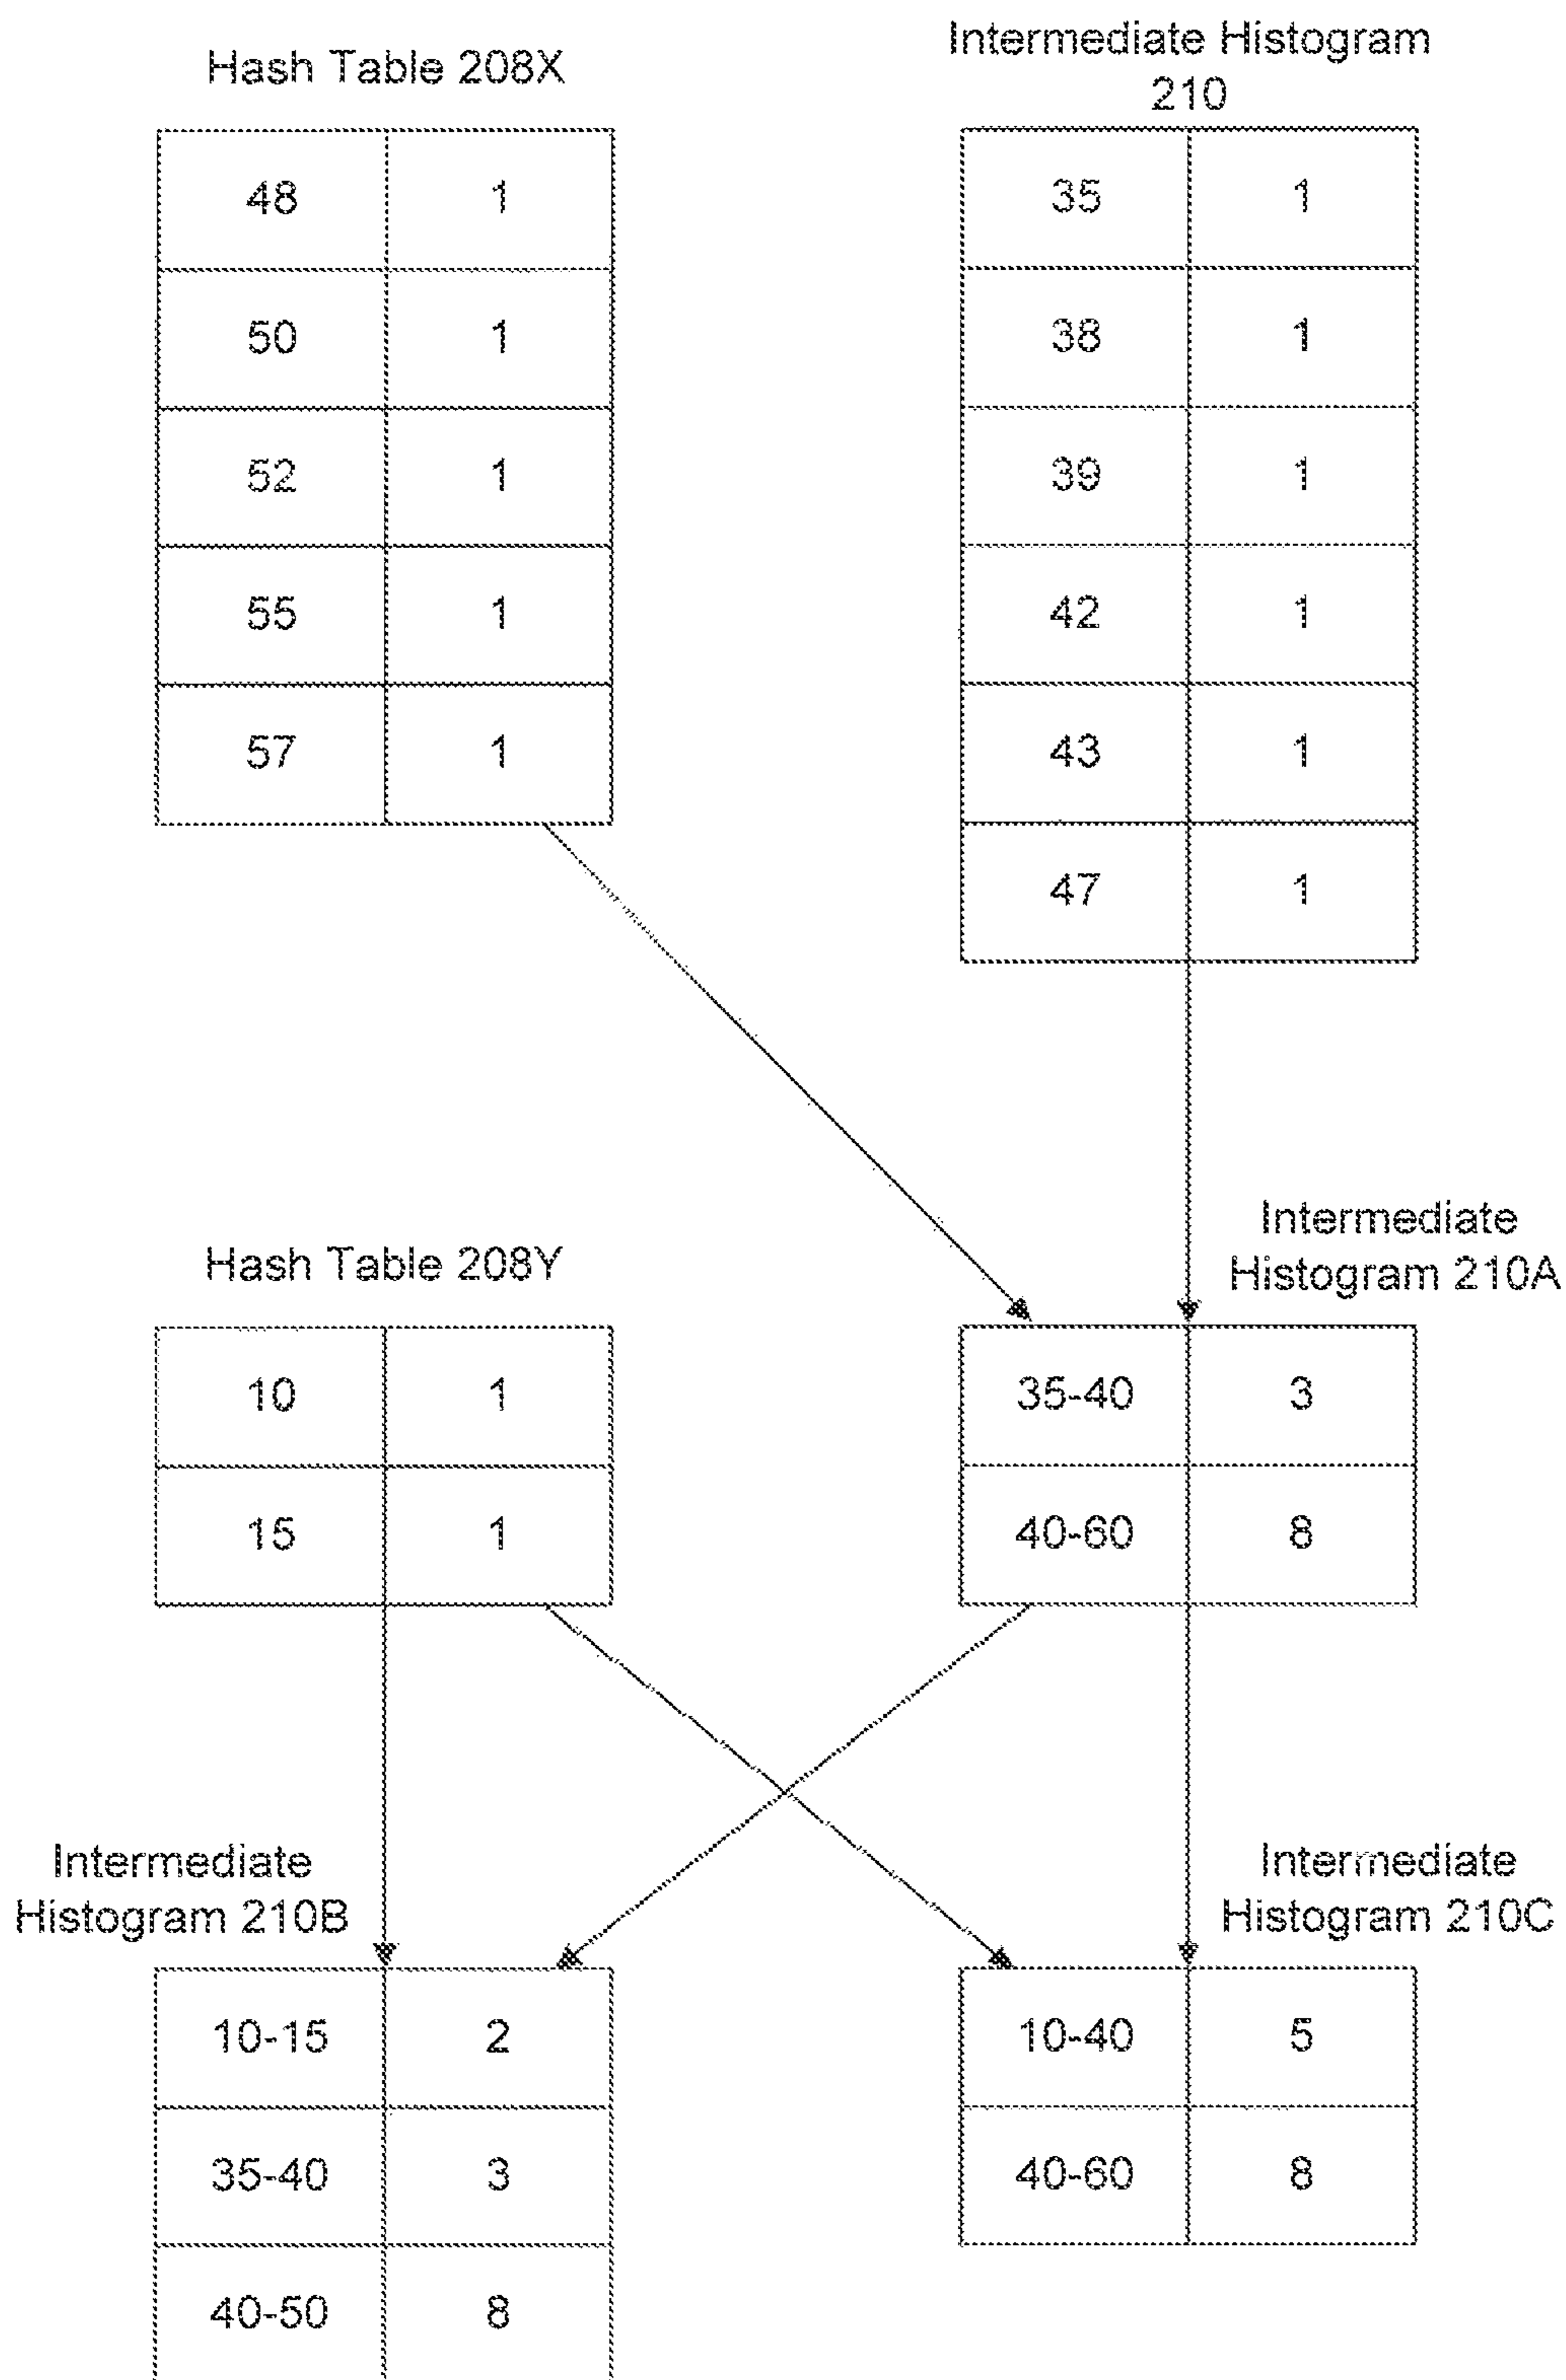 Hash Table 208X
48 1
50 1
52 1
55 1
57 1
Intermediate Histogram
210
35 1
38 1
39 1
42 1
43 1
47 1
Hash Table 208Y
10 1
15 1
Intermediate
Histogram 210A
35-40 3
40-60 8
Intermediate
Histogram 210B
10-15 2
35-40 3
40-50 8
Intermediate
Histogram 210C
10-40 5
40-60 8